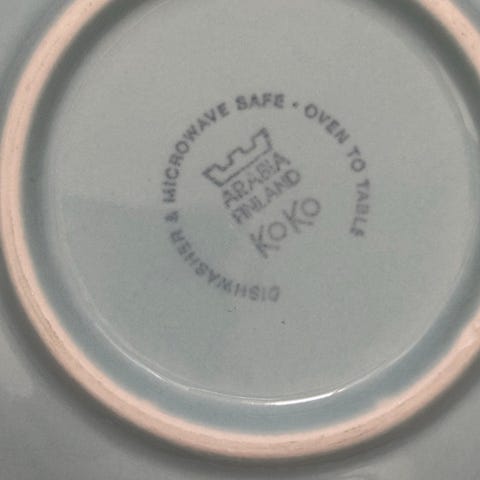 DISHWASHER & MICROWAVE SAFE · OVEN TO TABLE
ARABIA
FINLAND
KOKO